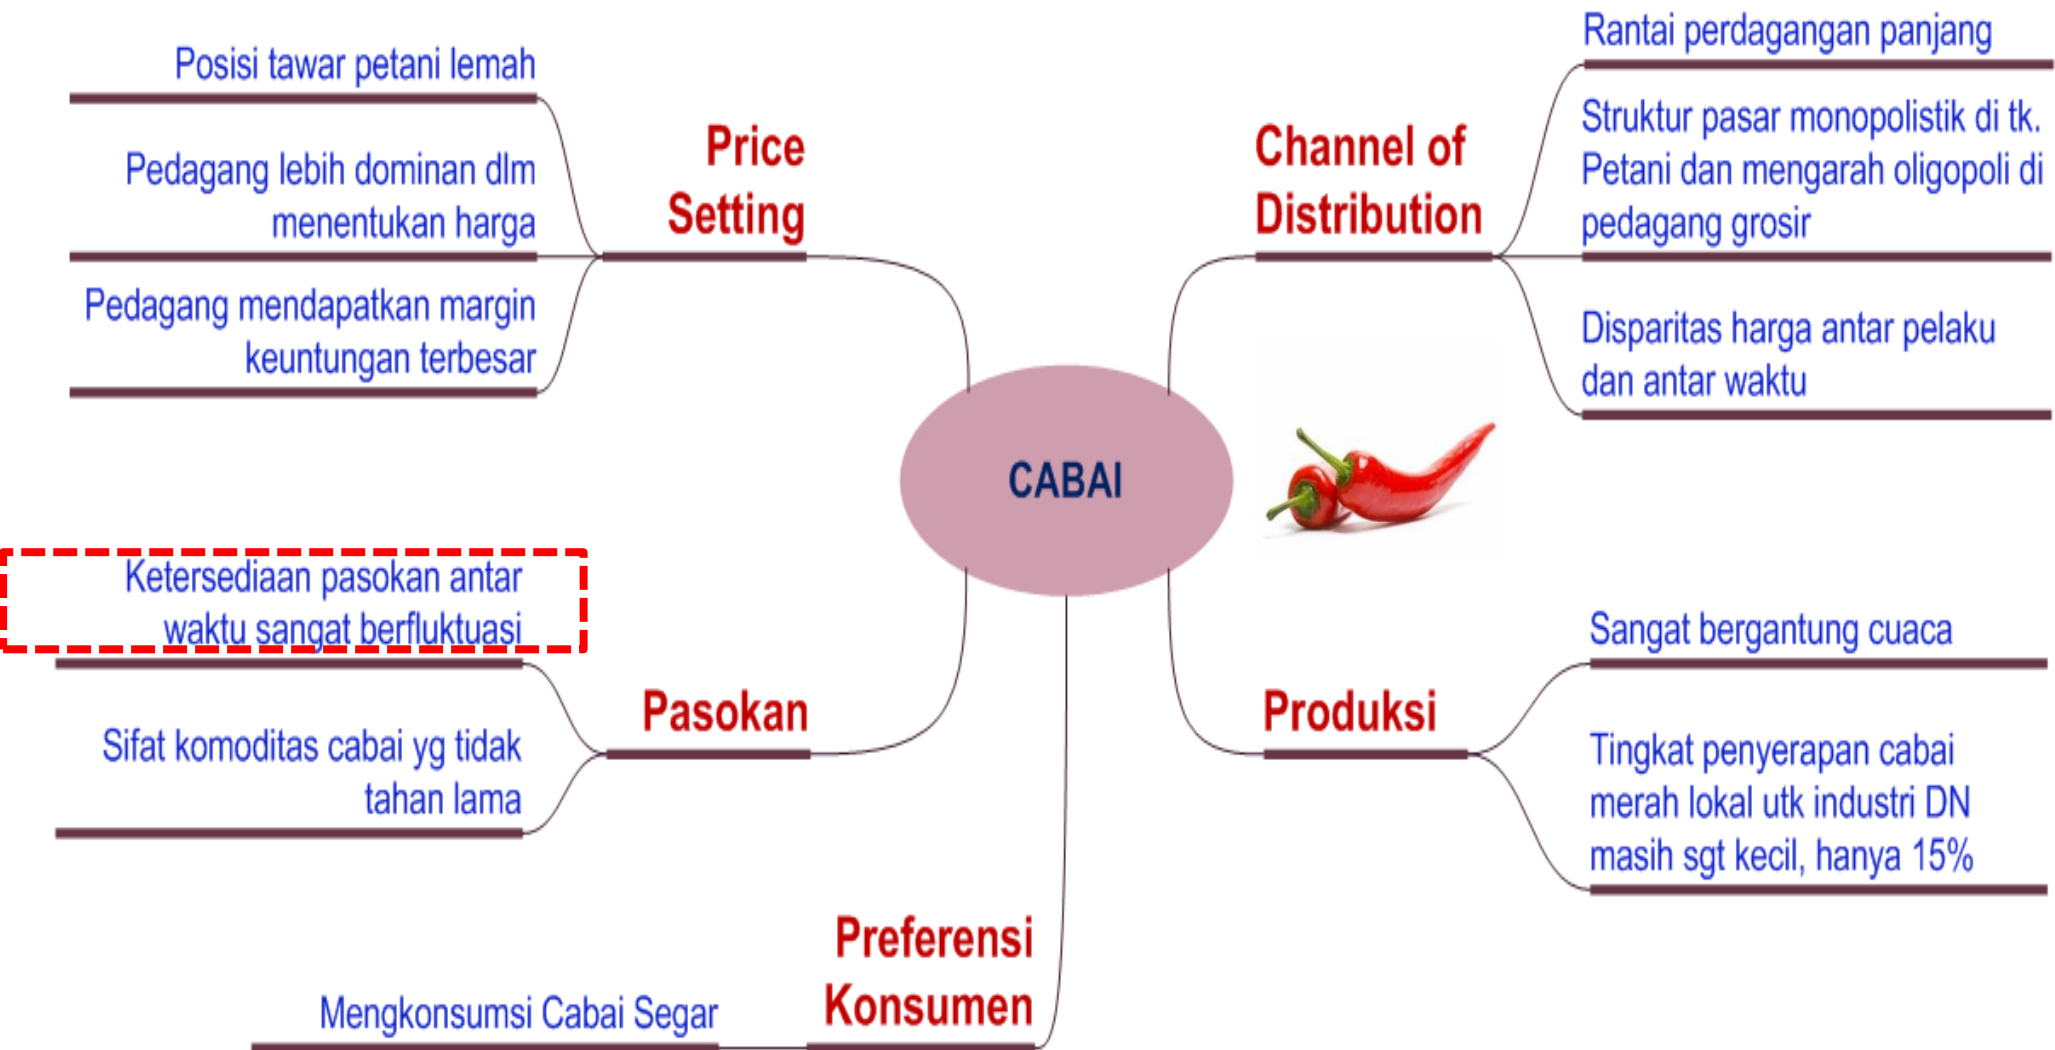 Posisi tawar petani lemah
Pedagang lebih dominan dlm
menentukan harga
Pedagang mendapatkan margin
keuntungan terbesar
Price
Setting
Channel of
Distribution
Rantai perdagangan panjang
Struktur pasar monopolistik di tk.
Petani dan mengarah oligopoli di
pedagang grosir
Disparitas harga antar pelaku
dan antar waktu
CABAI
Ketersediaan pasokan antar
waktu sangat berfluktuasi
Sifat komoditas cabai yg tidak
tahan lama
Pasokan
Produksi
Sangat bergantung cuaca
Tingkat penyerapan cabai
merah lokal utk industri DN
masih sgt kecil, hanya 15%
Preferensi
Konsumen
Mengkonsumsi Cabai Segar